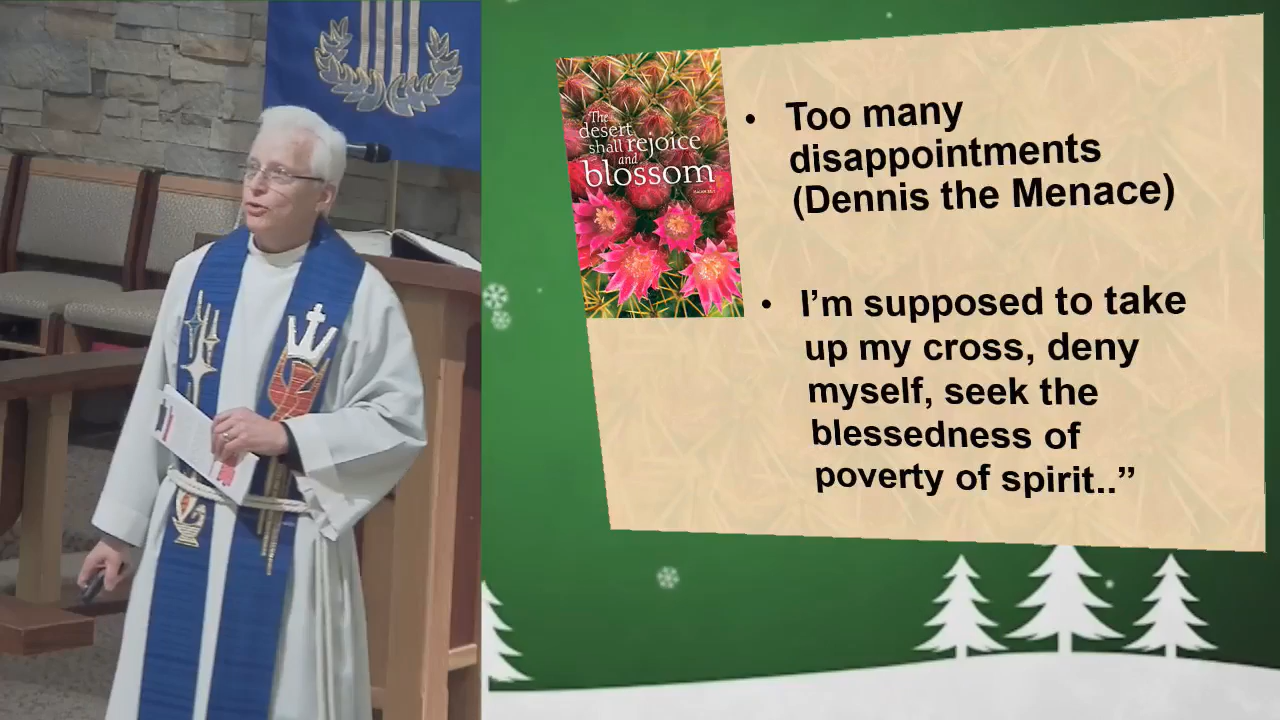 The
desert
shall rejoice
and
blossom
• Too many
disappointments
(Dennis the Menace)
• I’m supposed to take
up my cross, deny
myself, seek the
blessedness of
poverty of spirit..”